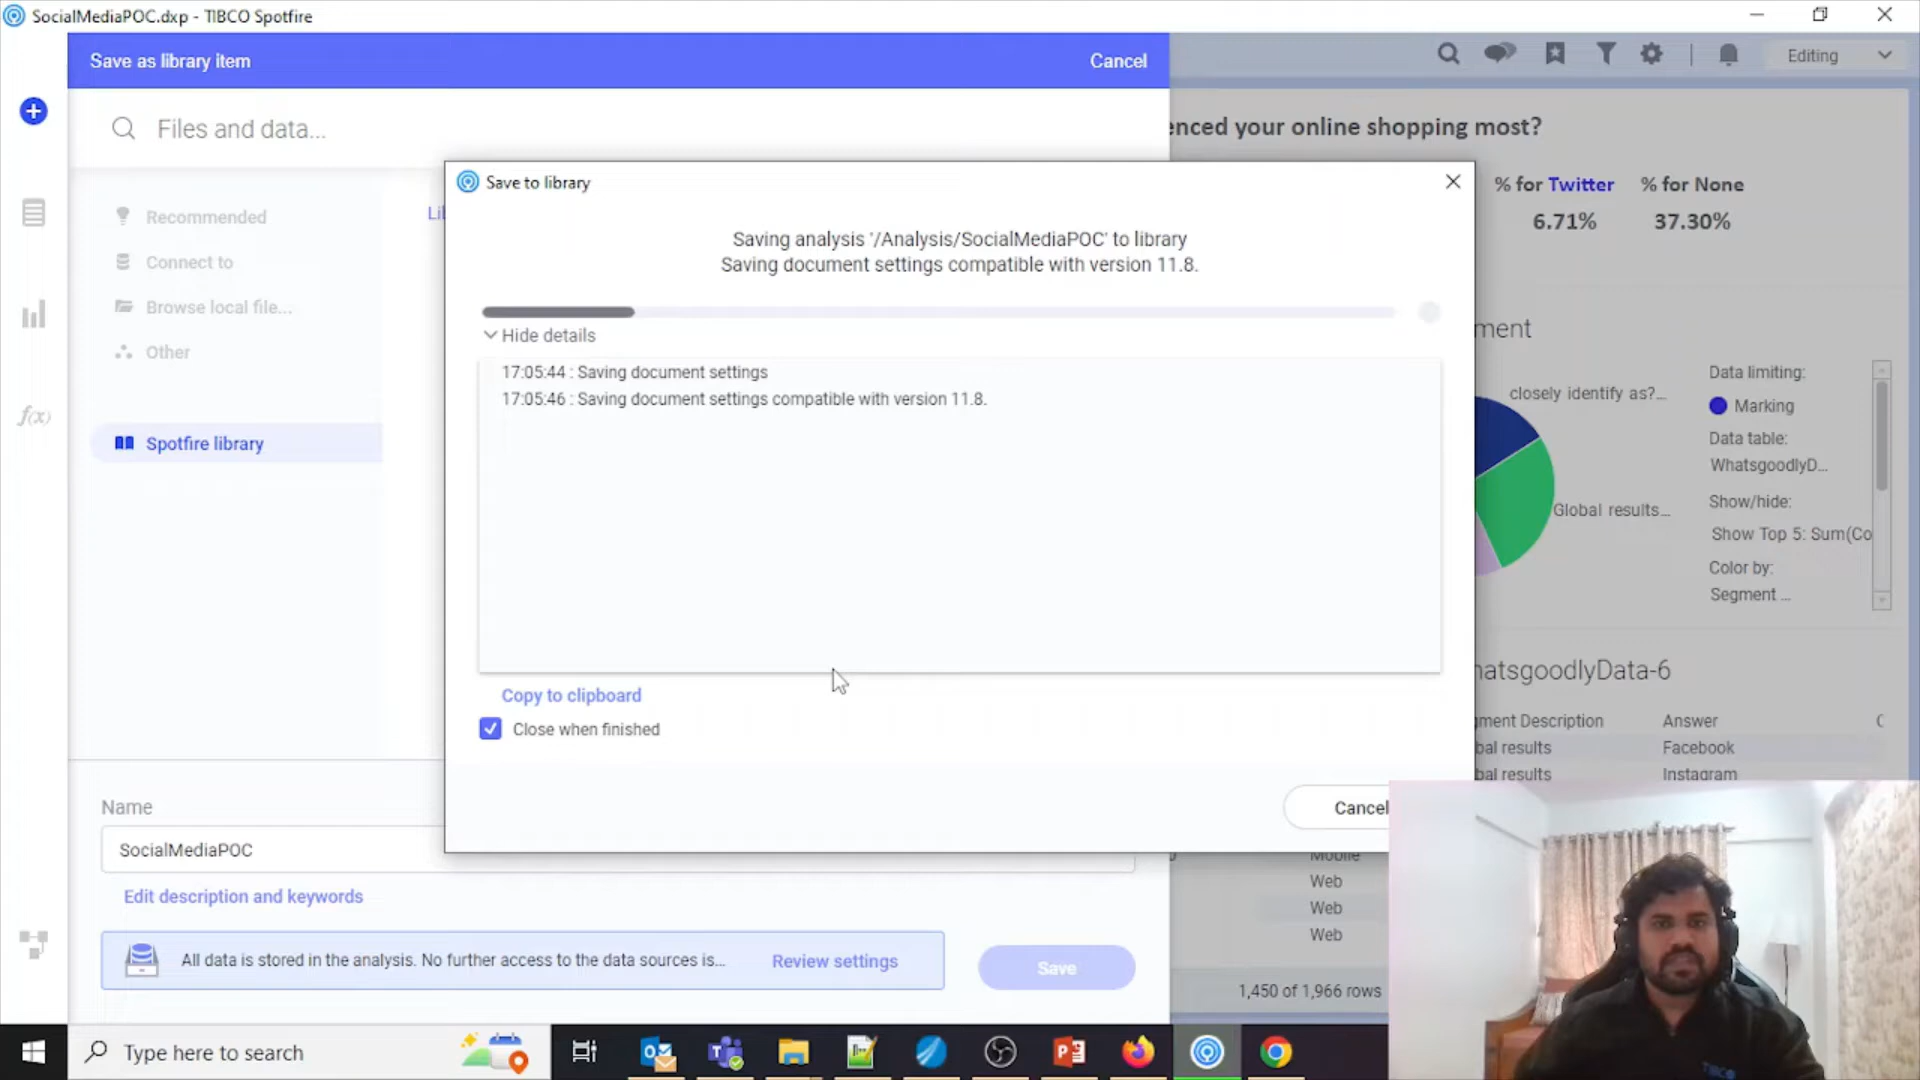 SocialMediaPOC.dxp - TIBCO Spotfire
Save as library item
Cancel
Editing
Files and data...
enced your online shopping most?
Save to library
% for Twitter
% for None
6.71%
37.30%
Recommended
Connect to
Browse local file...
Other
Spotfire library
Saving analysis '/Analysis/SocialMediaPOC' to library
Saving document settings compatible with version 11.8.
Hide details
17:05:44 : Saving document settings
17:05:46 : Saving document settings compatible with version 11.8.
Copy to clipboard
Close when finished
Cancel
ment
closely identify as?...
Global results...
Data limiting:
Marking
Data table:
WhatsgoodlyD...
Show/hide:
Show Top 5: Sum(Co
Color by:
Segment ...
hatsgoodlyData-6
gment Description
Answer
bal results
Facebook
bal results
Instagram
Name
SocialMediaPOC
Edit description and keywords
All data is stored in the analysis. No further access to the data sources is...
Review settings
Save
Mobile
Web
Web
Web
1,450 of 1,966 rows
Type here to search
TIBCO